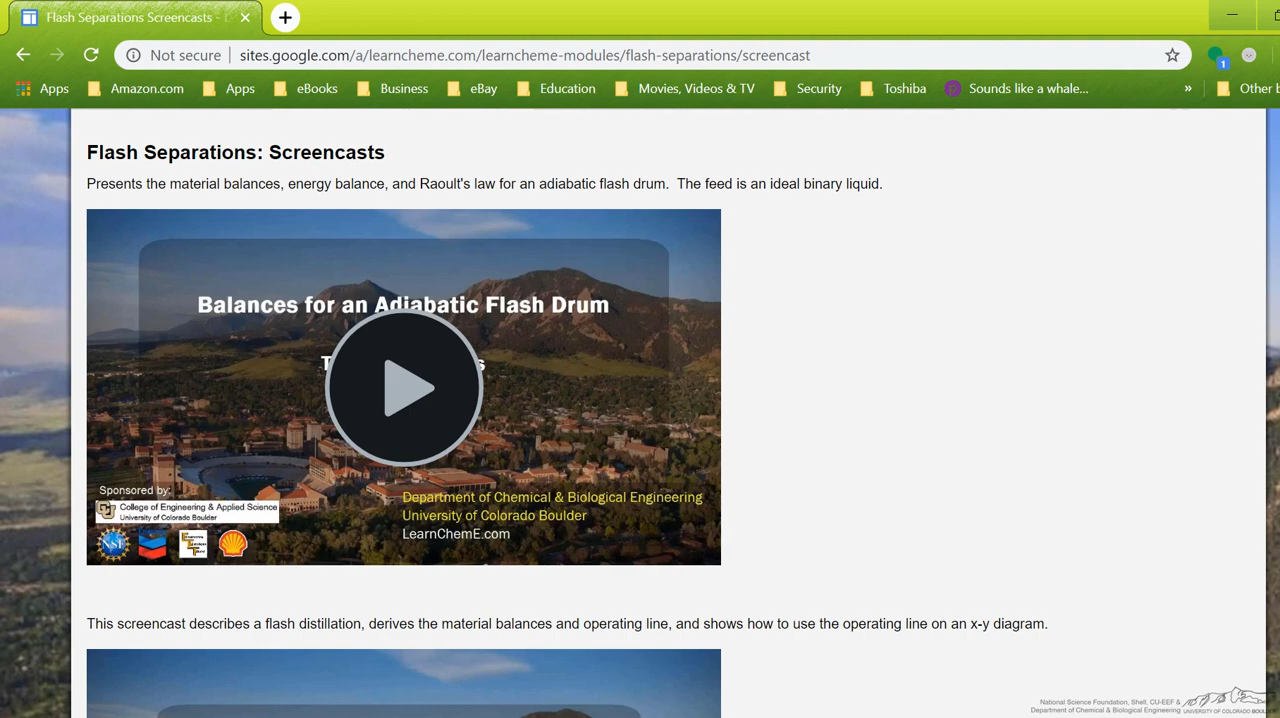 Flash Separations Screencasts -
Not secure
sites.google.com/a/learncheme.com/learncheme-modules/flash-separations/screencast
1
Apps
Amazon.com
Apps
eBooks
Business
eBay
Education
Movies, Videos & TV
Security
Toshiba
Sounds like a whale...
»
Other b
Flash Separations: Screencasts
Presents the material balances, energy balance, and Raoult's law for an adiabatic flash drum. The feed is an ideal binary liquid.
Balances for an Adiabatic Flash Drum
Sponsored by:
College of Engineering & Applied Science
University of Colorado Boulder
NSF
Department of Chemical & Biological Engineering
University of Colorado Boulder
LearnChemE.com
This screencast describes a flash distillation, derives the material balances and operating line, and shows how to use the operating line on an x-y diagram.
National Science Foundation, Shell, CU-EEF &
Department of Chemical & Biological Engineering
UNIVERSITY OF COLORADO BOULDER